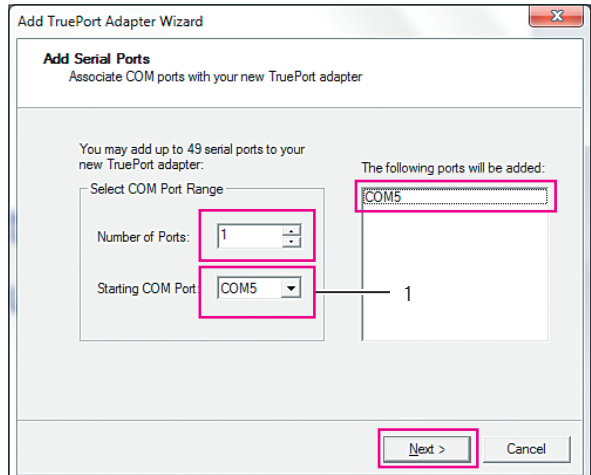 Add TruePort Adapter Wizard
X
Add Serial Ports
Associate COM ports with your new TruePort adapter
You may add up to 49 serial ports to your
new TruePort adapter:
Select COM Port Range
Number of Ports: 1
Starting COM Port: COM5
1
The following ports will be added:
COM5
Next >
Cancel